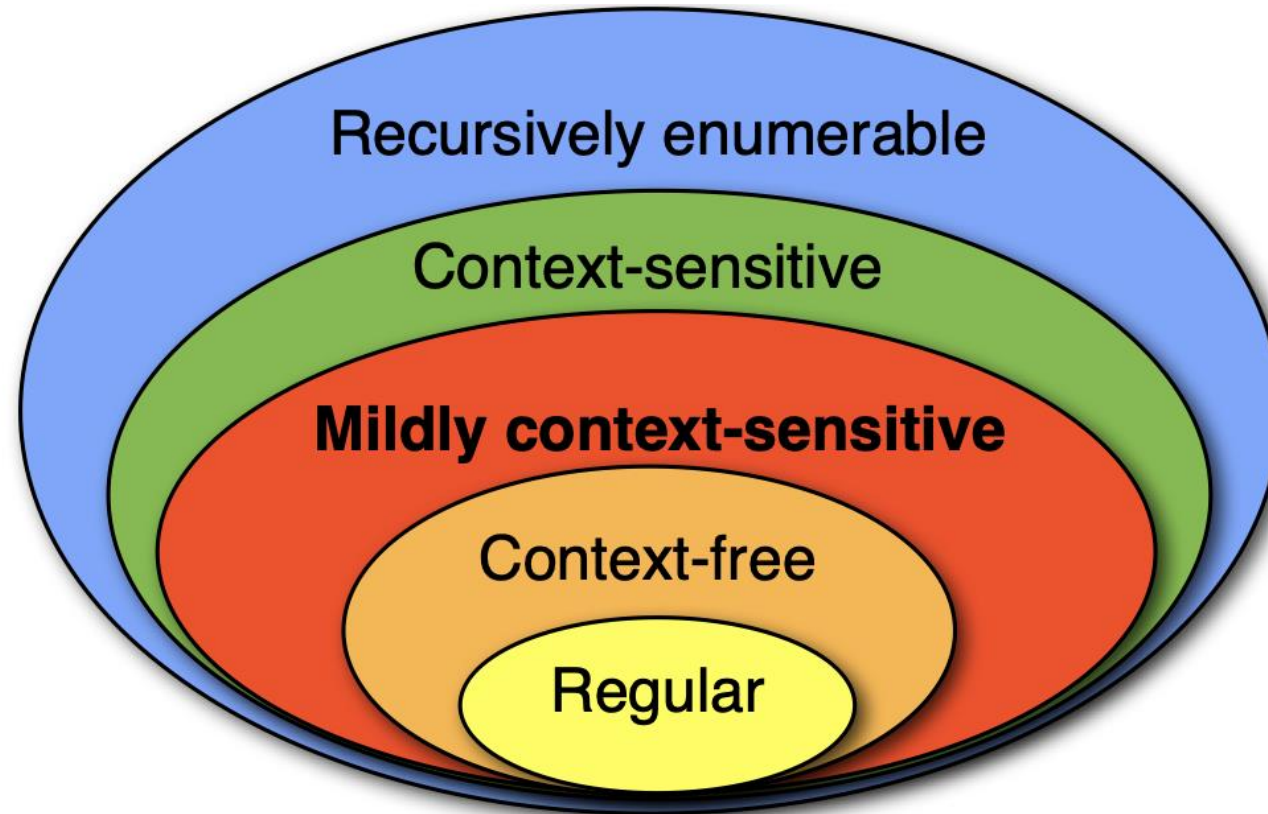 Recursively enumerable
Context-sensitive
Mildly context-sensitive
Context-free
Regular